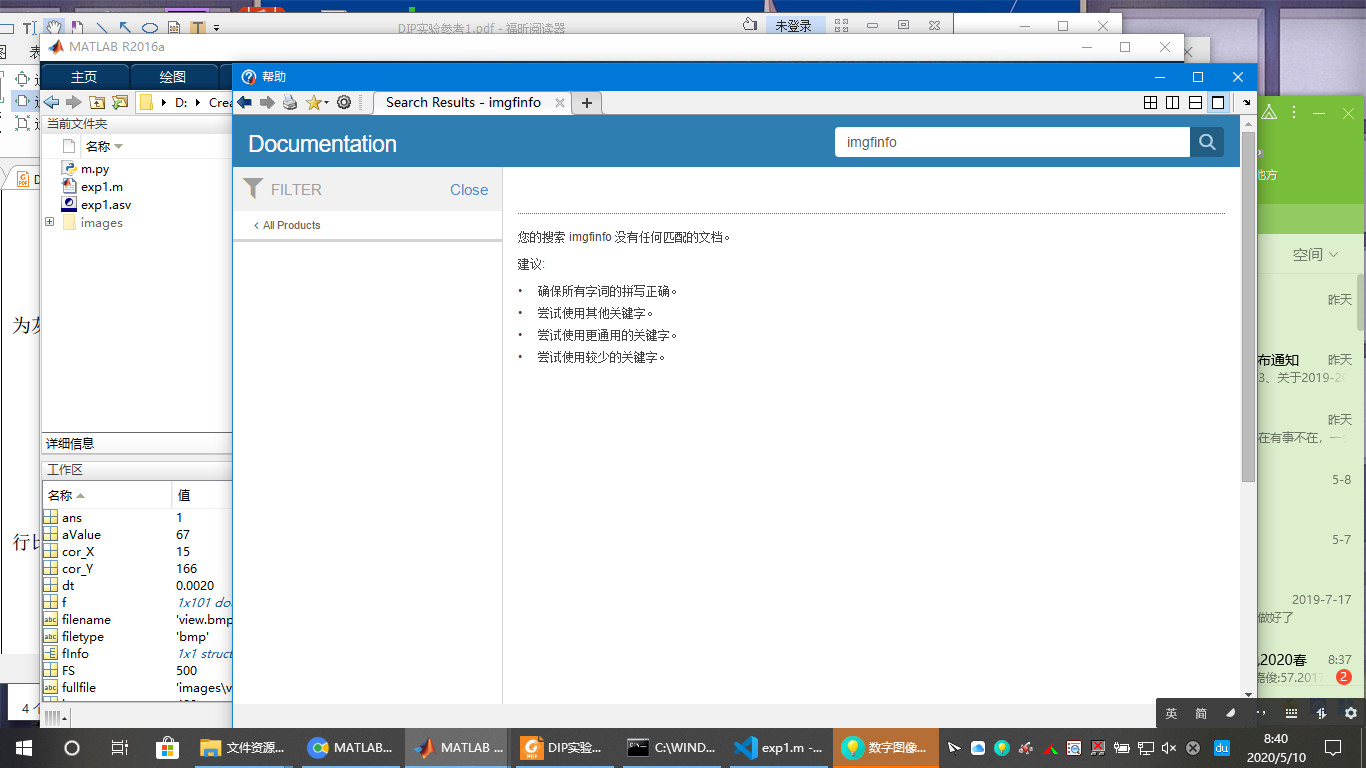 DIP实验参考1.pdf - 福昕阅读器
未登录
MATLAB R2016a
主页
绘图
帮助
D:
Crea
Search Results - imgfinfo
当前文件夹
名称
Documentation
imgfinfo
m.py
exp1.m
exp1.asv
images
FILTER
Close
All Products
您的搜索 imgfinfo 没有任何匹配的文档。
建议:
• 确保所有字词的拼写正确。
• 尝试使用其他关键字。
• 尝试使用更通用的关键字。
• 尝试使用较少的关键字。
详细信息
工作区
名称
值
ans 1
aValue 67
cor_X 15
cor_Y 166
dt 0.0020
f 1x101 do
filename 'view.bmp
filetype 'bmp'
fInfo 1x1 struct
FS 500
fullfile 'images\v
地方
空间
昨天
布通知
昨天
3、关于2019-2
昨天
在有事不在，一
5-8
5-7
2019-7-17
做好了
2020春
8:37
2
英
简
文件资源...
MATLAB...
MATLAB ...
DIP实验...
C:\WIND...
exp1.m -...
数字图像...
du
8:40
2020/5/10